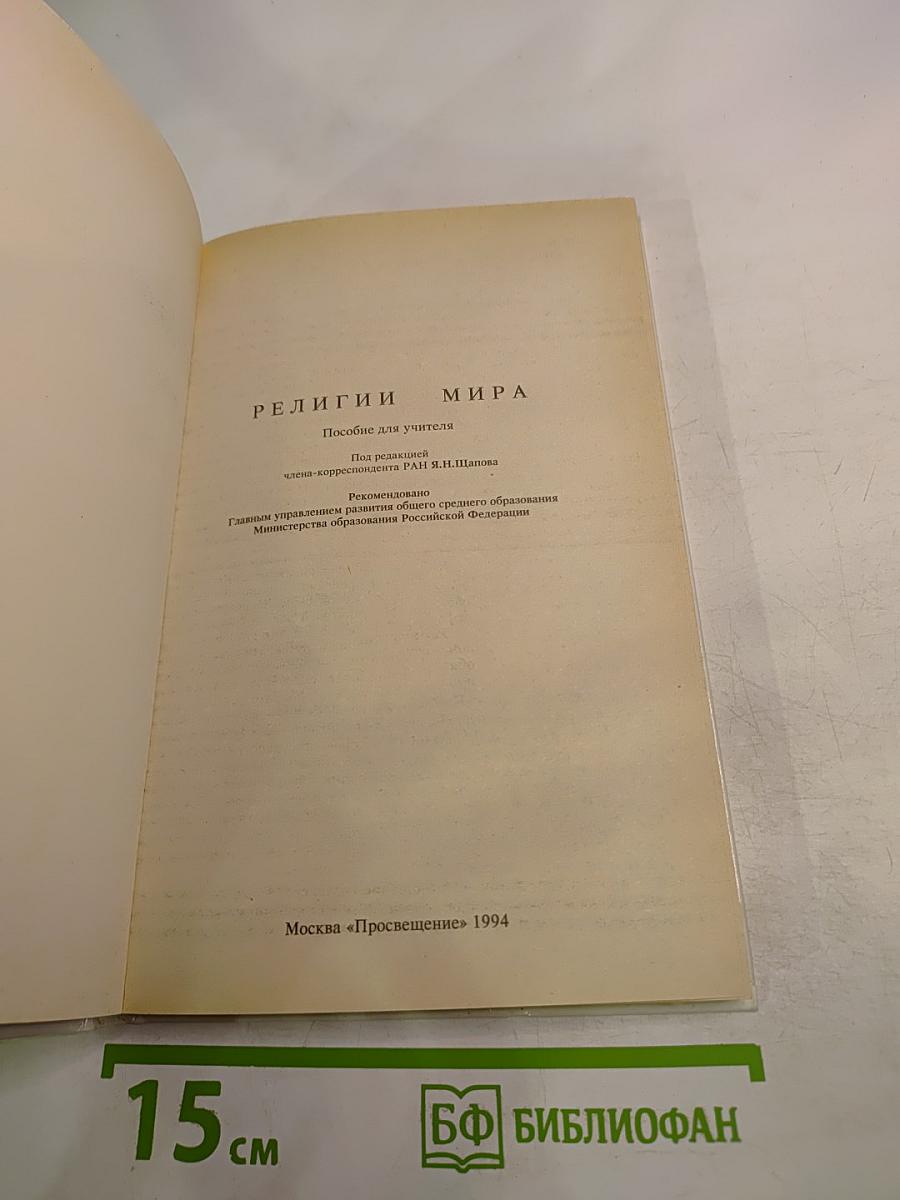 РЕЛИГИИ МИРА
Пособие для учителя
Под редакцией
члена-корреспондента РАН Я.Н.Щапова
Рекомендовано
Главным управлением развития общего среднего образования
Министерства образования Российской Федерации
Москва «Просвещение» 1994
15 см
БФ БИБЛИОФАН